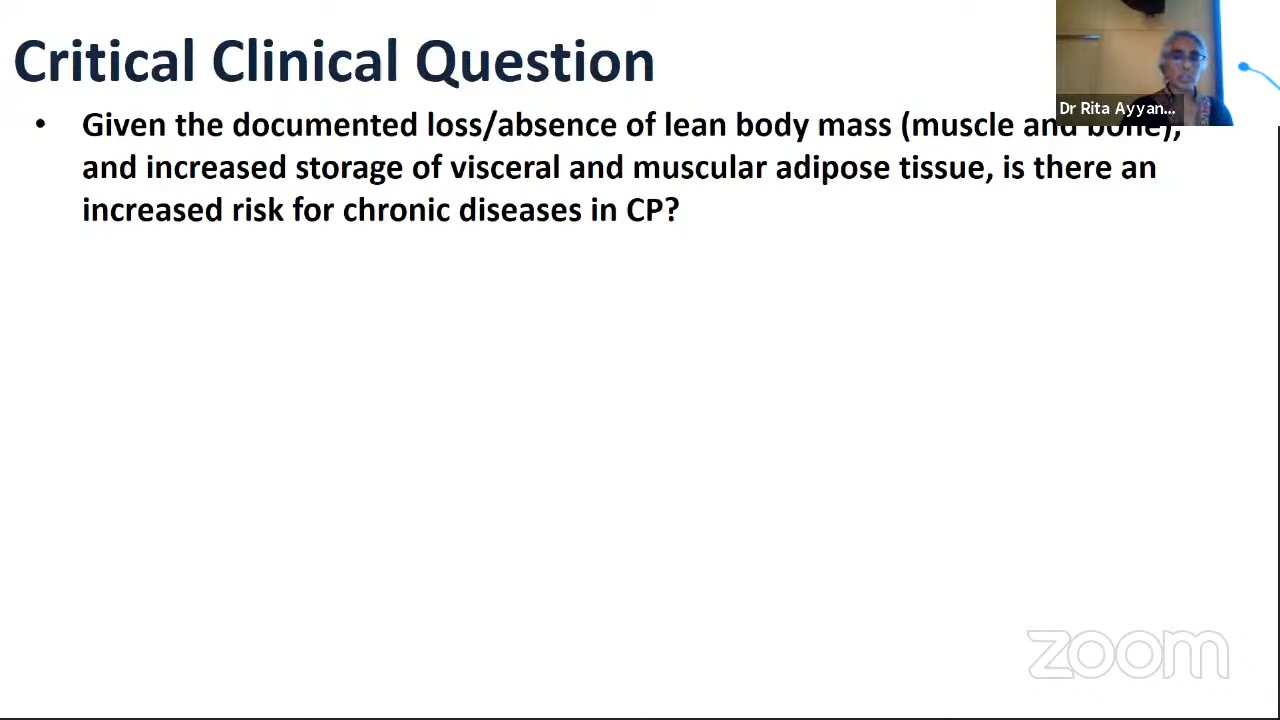 Critical Clinical Question
Dr Rita Ayyan...
• Given the documented loss/absence of lean body mass (muscle and bone),
and increased storage of visceral and muscular adipose tissue, is there an
increased risk for chronic diseases in CP?
zoom